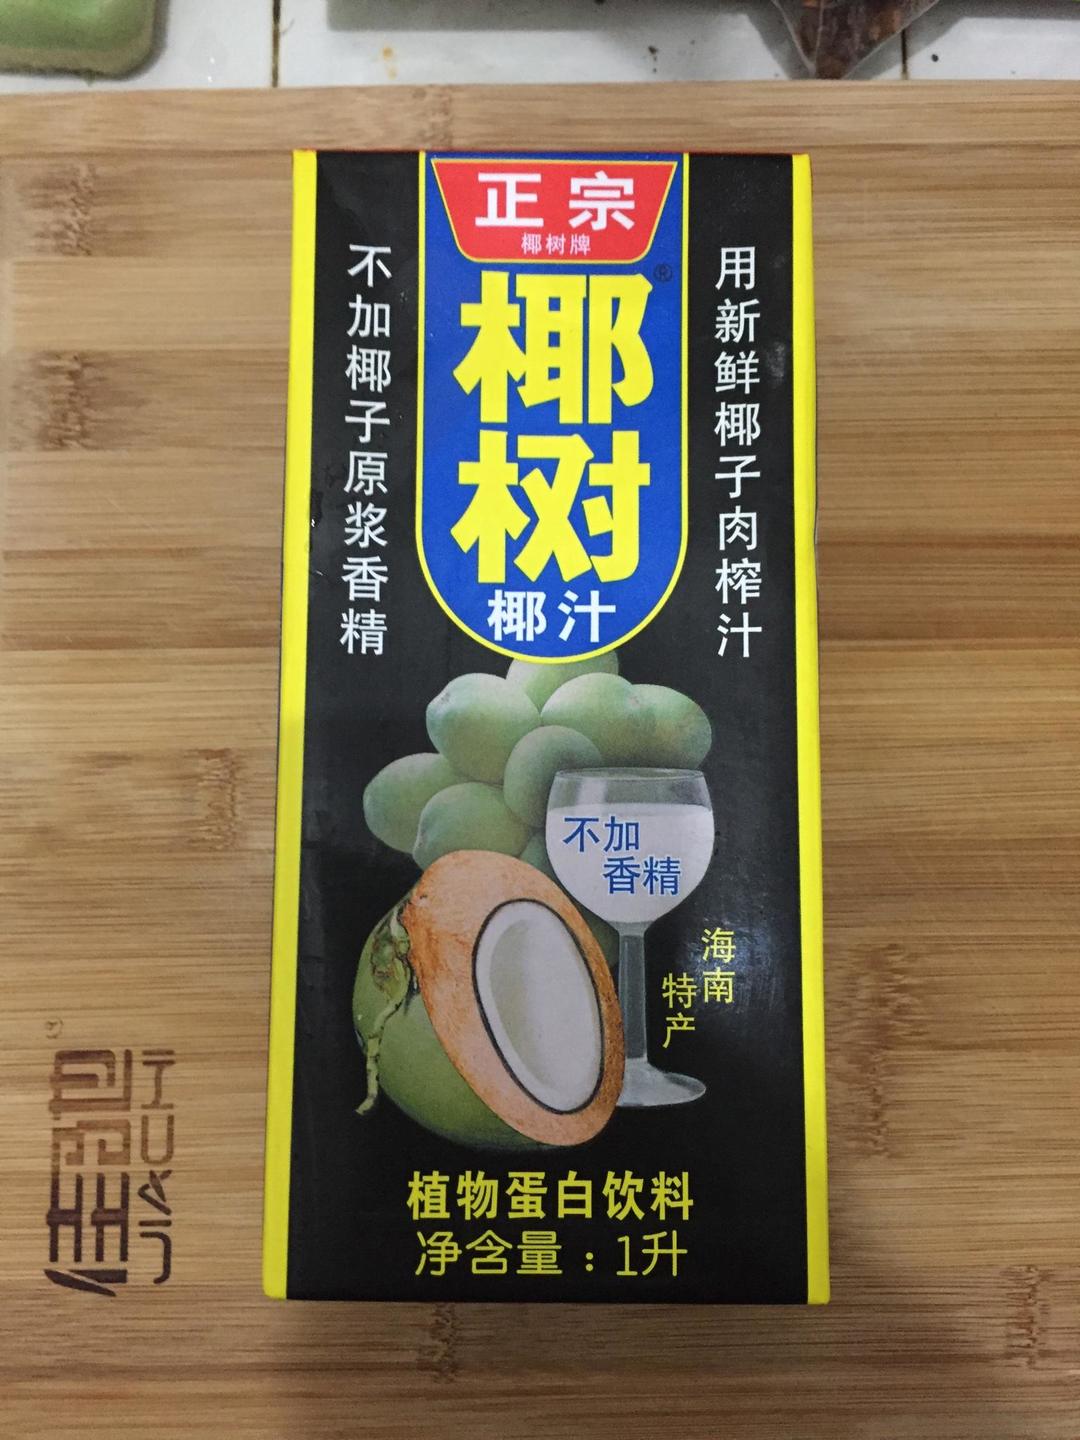 正宗
椰树牌
椰树®
椰汁
不加椰子原浆香精
用新鲜椰子肉榨汁
不加
香精
海南
特产
植物蛋白饮料
净含量：1升
JIAHUI